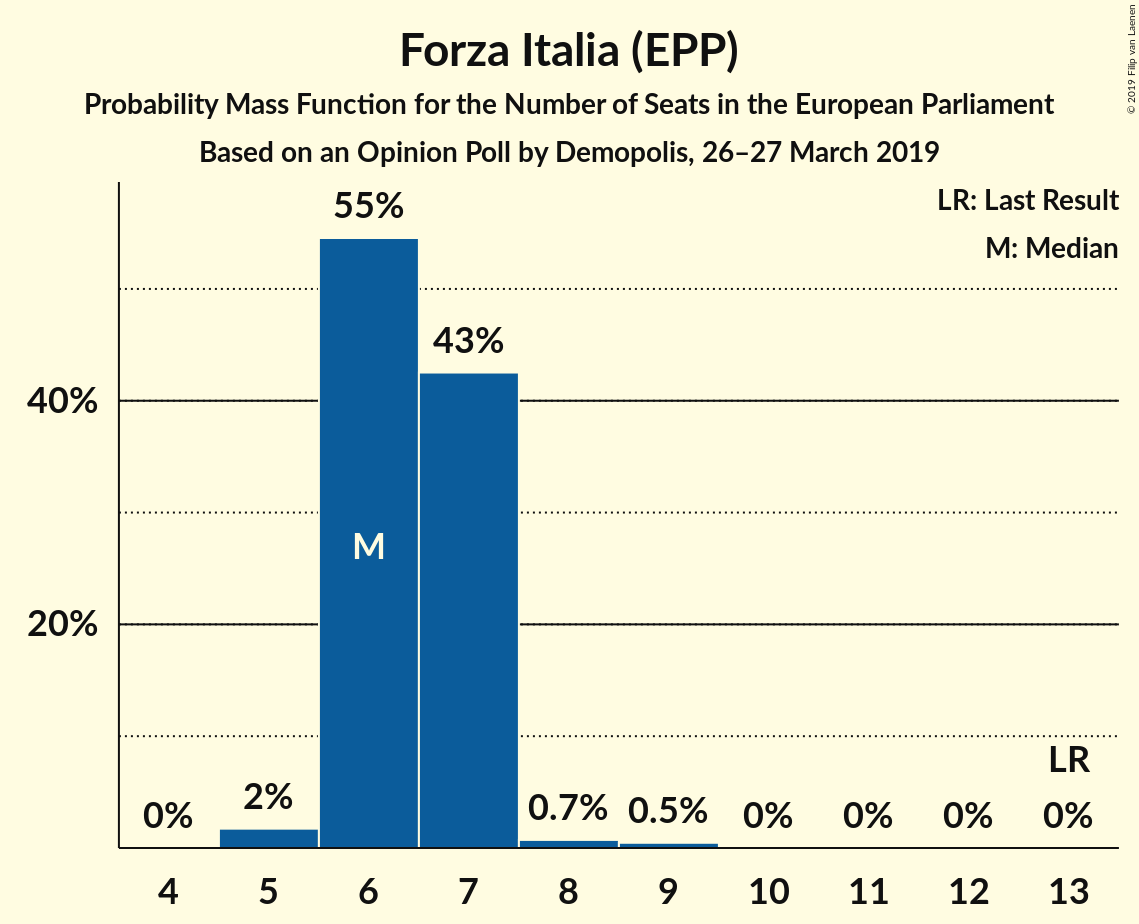 Forza Italia (EPP)
Probability Mass Function for the Number of Seats in the European Parliament
Based on an Opinion Poll by Demopolis, 26–27 March 2019
© 2019 Filip van Laenen
LR: Last Result
M: Median
55%
43%
40%
M
20%
LR
0%
2%
0.7%
0.5%
0%
0%
0%
0%
4
5
6
7
8
9
10
11
12
13